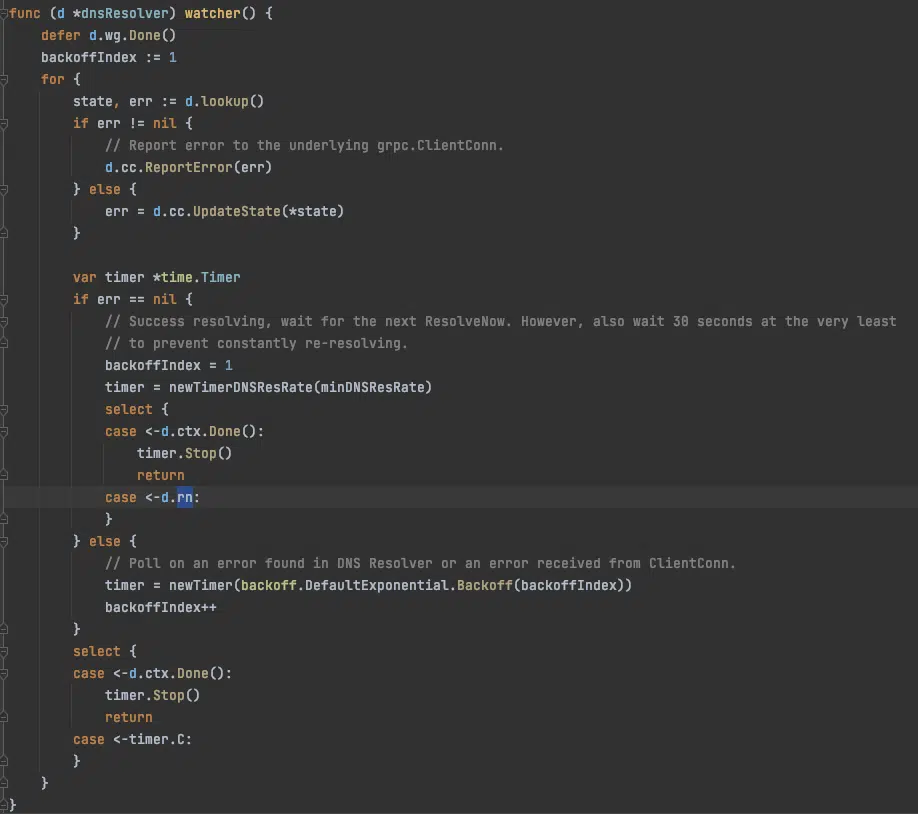 func (d *dnsResolver) watcher() {
    defer d.wg.Done()
    backoffIndex := 1
    for {
        state, err := d.lookup()
        if err != nil {
            // Report error to the underlying grpc.ClientConn.
            d.cc.ReportError(err)
        } else {
            err = d.cc.UpdateState(*state)
        }

        var timer *time.Timer
        if err == nil {
            // Success resolving, wait for the next ResolveNow. However, also wait 30 seconds at the very least
            // to prevent constantly re-resolving.
            backoffIndex = 1
            timer = newTimerDNSResRate(minDNSResRate)
            select {
            case <-d.ctx.Done():
                timer.Stop()
                return
            case <-d.rn:
            }
        } else {
            // Poll on an error found in DNS Resolver or an error received from ClientConn.
            timer = newTimer(backoff.DefaultExponential.Backoff(backoffIndex))
            backoffIndex++
        }
        select {
        case <-d.ctx.Done():
            timer.Stop()
            return
        case <-timer.C:
        }
    }
}